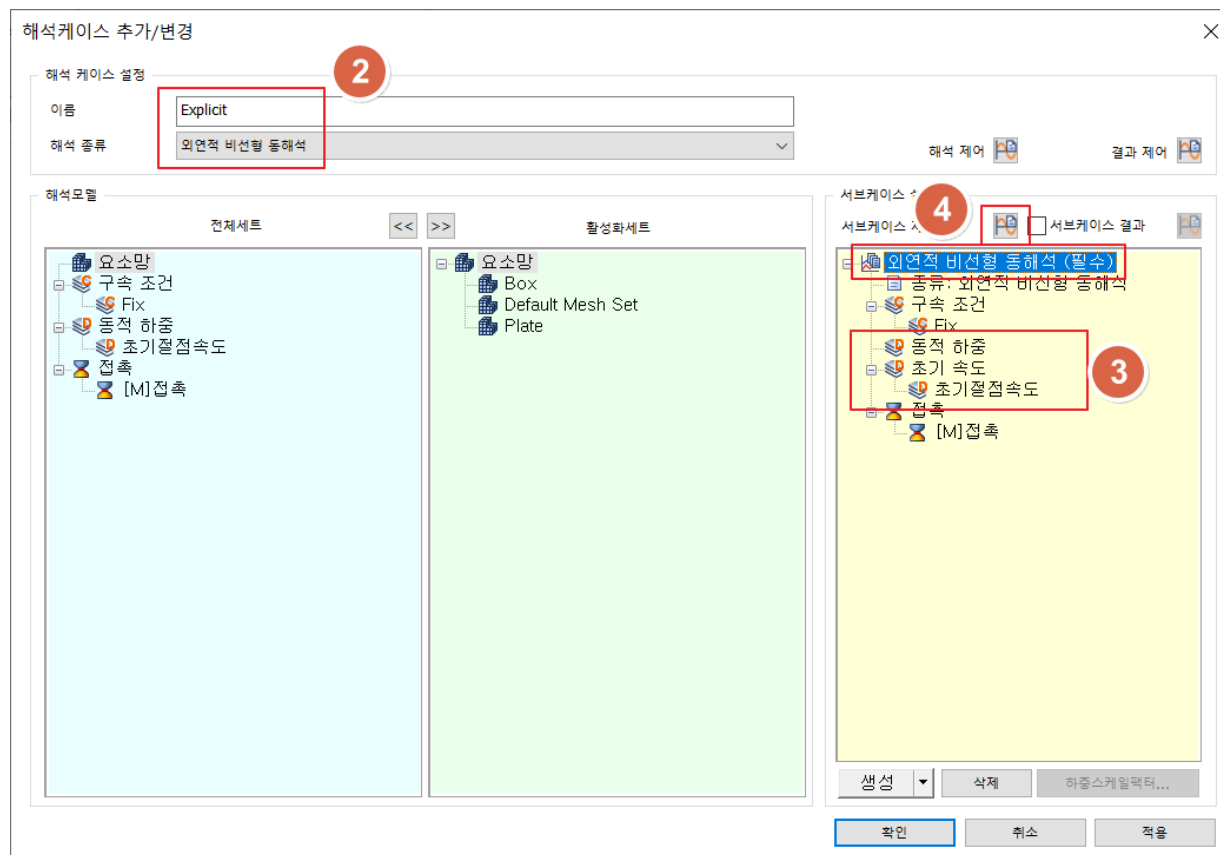 해석케이스 추가/변경
해석 케이스 설정
2
이름
Explicit
해석 종류
외연적 비선형 동해석
해석 제어
결과 제어
해석모델
전체세트
<<
>>
활성화세트
요소망
구속 조건
Fix
동적 하중
초기절점속도
접촉
[M]접촉
요소망
Box
Default Mesh Set
Plate
서브케이스
4
서브케이스
서브케이스 결과
외연적 비선형 동해석 (필수)
종류: 외연적 비선형 동해석
구속 조건
Fix
동적 하중
초기 속도
초기절점속도
3
접촉
[M]접촉
생성
삭제
하중스케일팩터...
확인
취소
적용